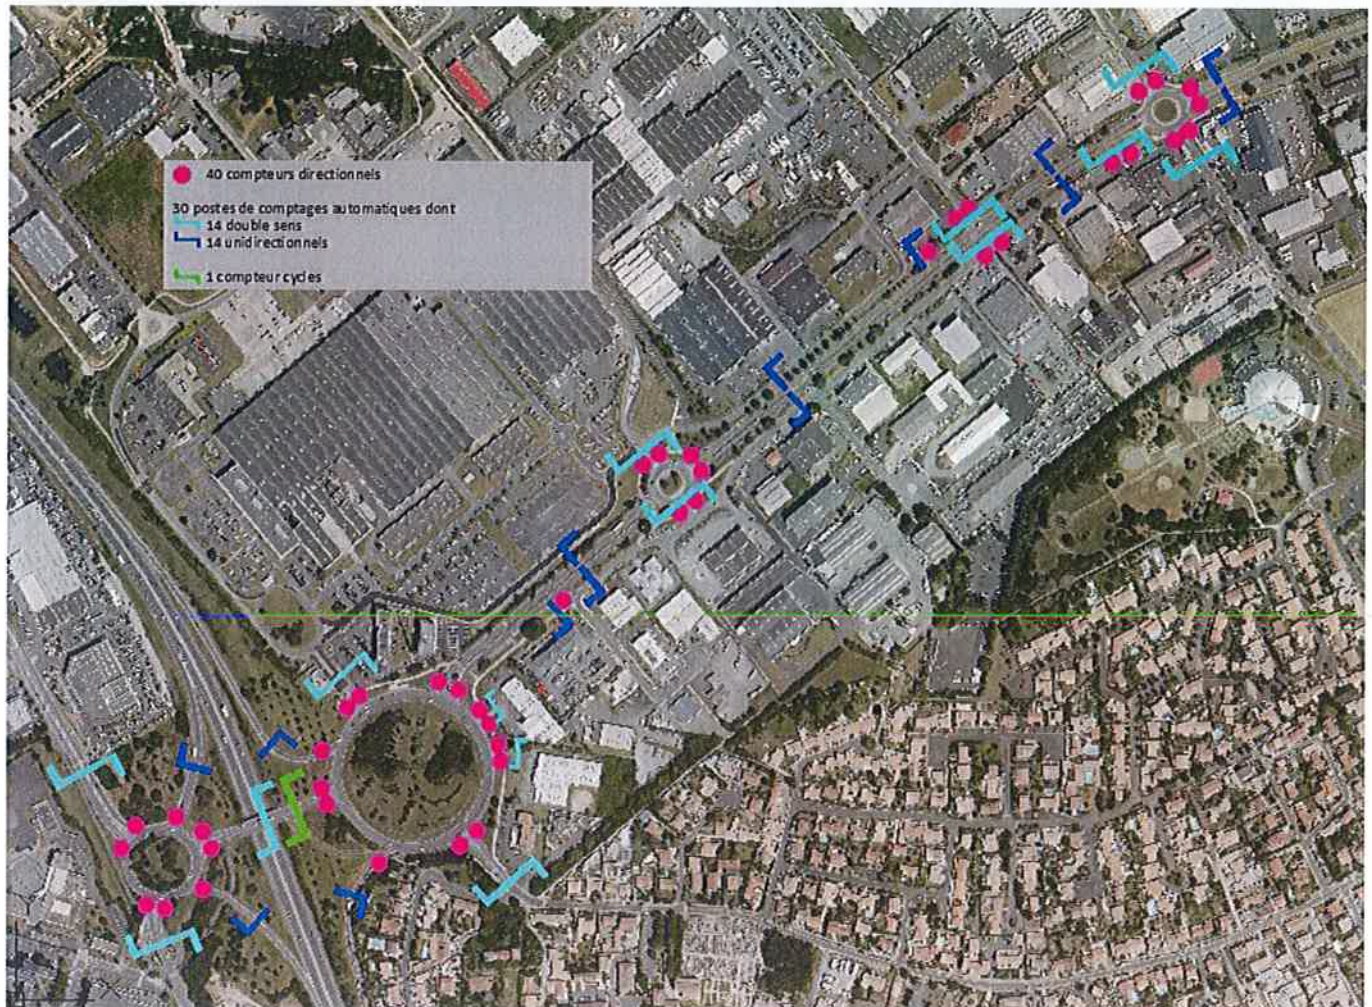 40 compteurs directionnels
30 postes de comptages automatiques dont
14 double sens
14 unidirectionnels
1 compteur cycles